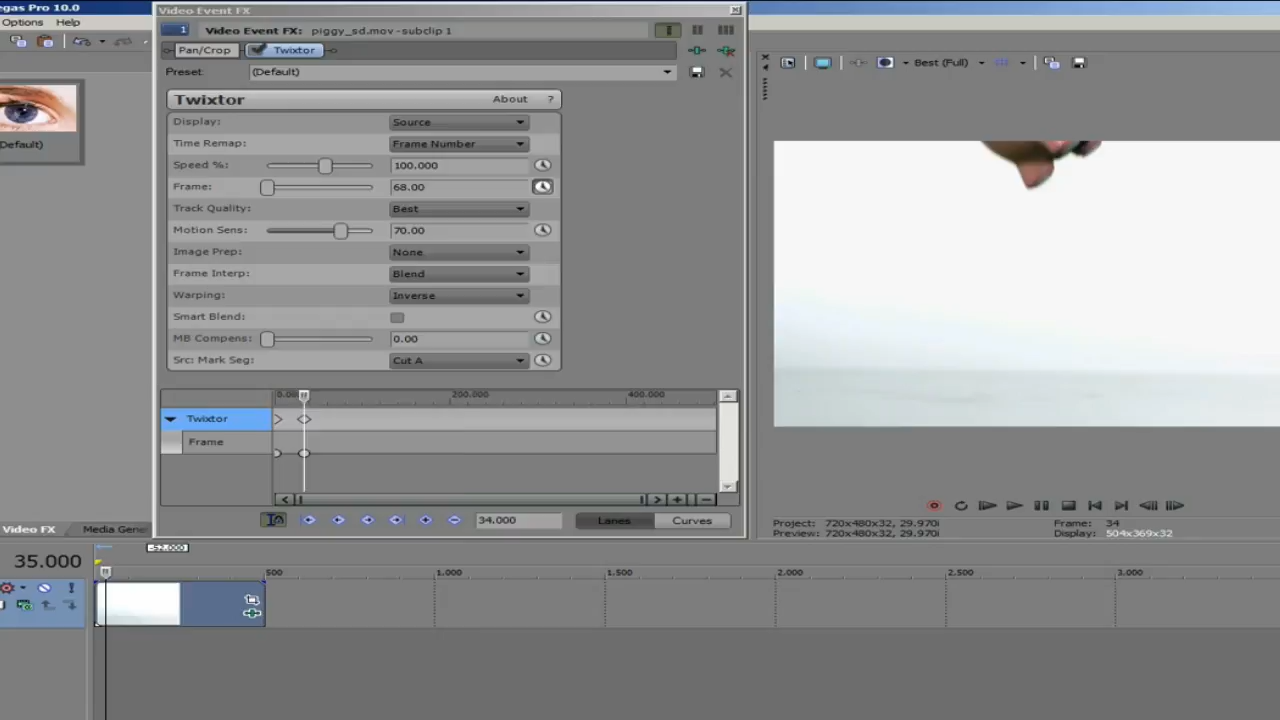 egas Pro 10.0
Options Help
Video Event FX
1 Video Event FX: piggy_sd.mov -subclip 1
Pan/Crop Twixtor
Preset: (Default)
Twixtor About ?
Display: Source
Time Remap: Frame Number
Speed %: 100.000
Frame: 68.00
Track Quality: Best
Motion Sens: 70.00
Image Prep: None
Frame Interp: Blend
Warping: Inverse
Smart Blend:
MB Compens: 0.00
Src: Mark Seg: Cut A
Default)
Best (Full)
0.00 200.000 400.000
Twixtor
Frame
34.000 Lanes Curves
Video FX Media Gene
Project: 720x480x32, 29.970i
Preview: 720x480x32, 29.970i
Frame: 34
Display: 504x369x32
35.000
-52.000
500 1.000 1.500 2.000 2.500 3.000